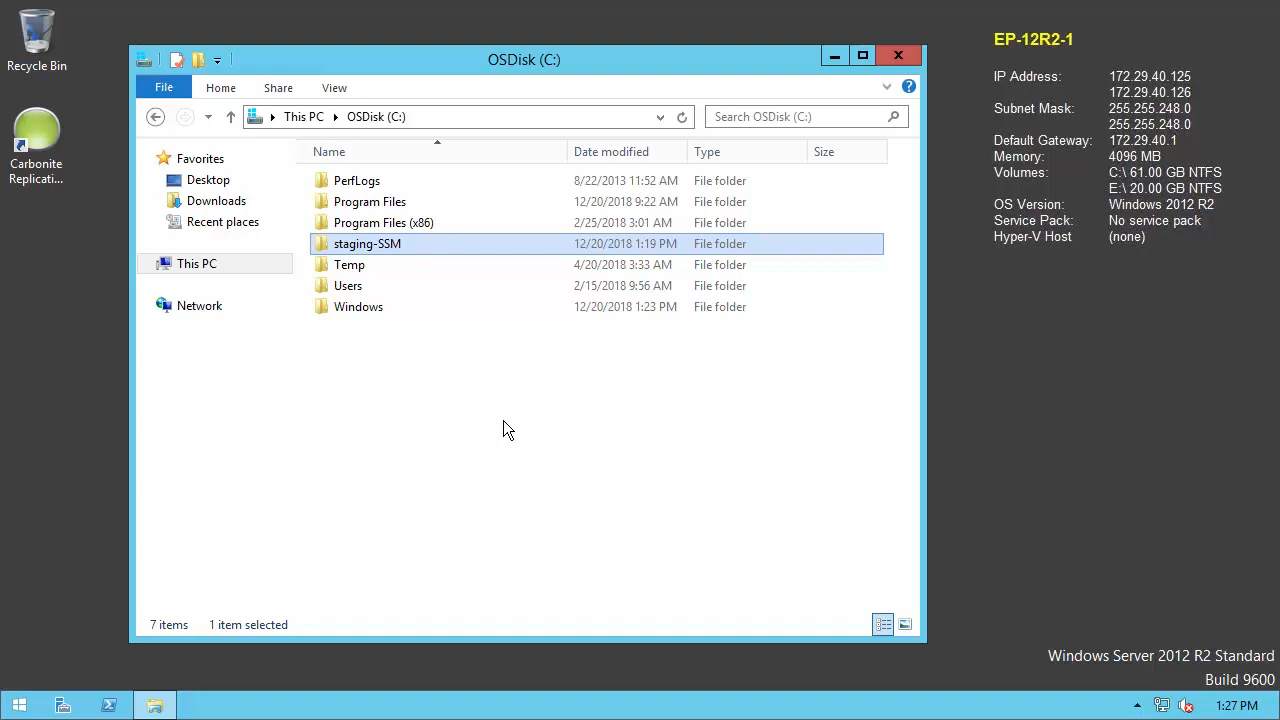 Recycle Bin
Carbonite
Replicati...
OSDisk (C:)
File Home Share View
This PC OSDisk (C:)
Search OSDisk (C:)
Favorites
Desktop
Downloads
Recent places
This PC
Network
Name Date modified Type Size
PerfLogs 8/22/2013 11:52 AM File folder
Program Files 12/20/2018 9:22 AM File folder
Program Files (x86) 2/25/2018 3:01 AM File folder
staging-SSM 12/20/2018 1:19 PM File folder
Temp 4/20/2018 3:33 AM File folder
Users 2/15/2018 9:56 AM File folder
Windows 12/20/2018 1:23 PM File folder
7 items 1 item selected
EP-12R2-1
IP Address: 172.29.40.125
172.29.40.126
Subnet Mask: 255.255.248.0
255.255.248.0
Default Gateway: 172.29.40.1
Memory: 4096 MB
Volumes: C:\ 61.00 GB NTFS
E:\ 20.00 GB NTFS
OS Version: Windows 2012 R2
Service Pack: No service pack
Hyper-V Host (none)
Windows Server 2012 R2 Standard
Build 9600
1:27 PM